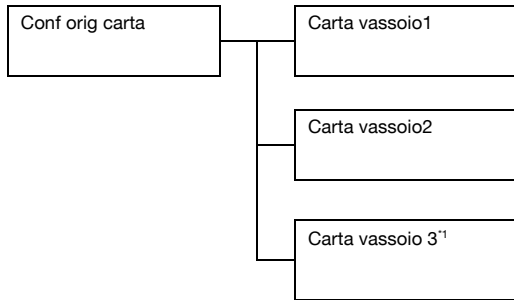 Conf orig carta
Carta vassoio1
Carta vassoio2
Carta vassoio 3*1